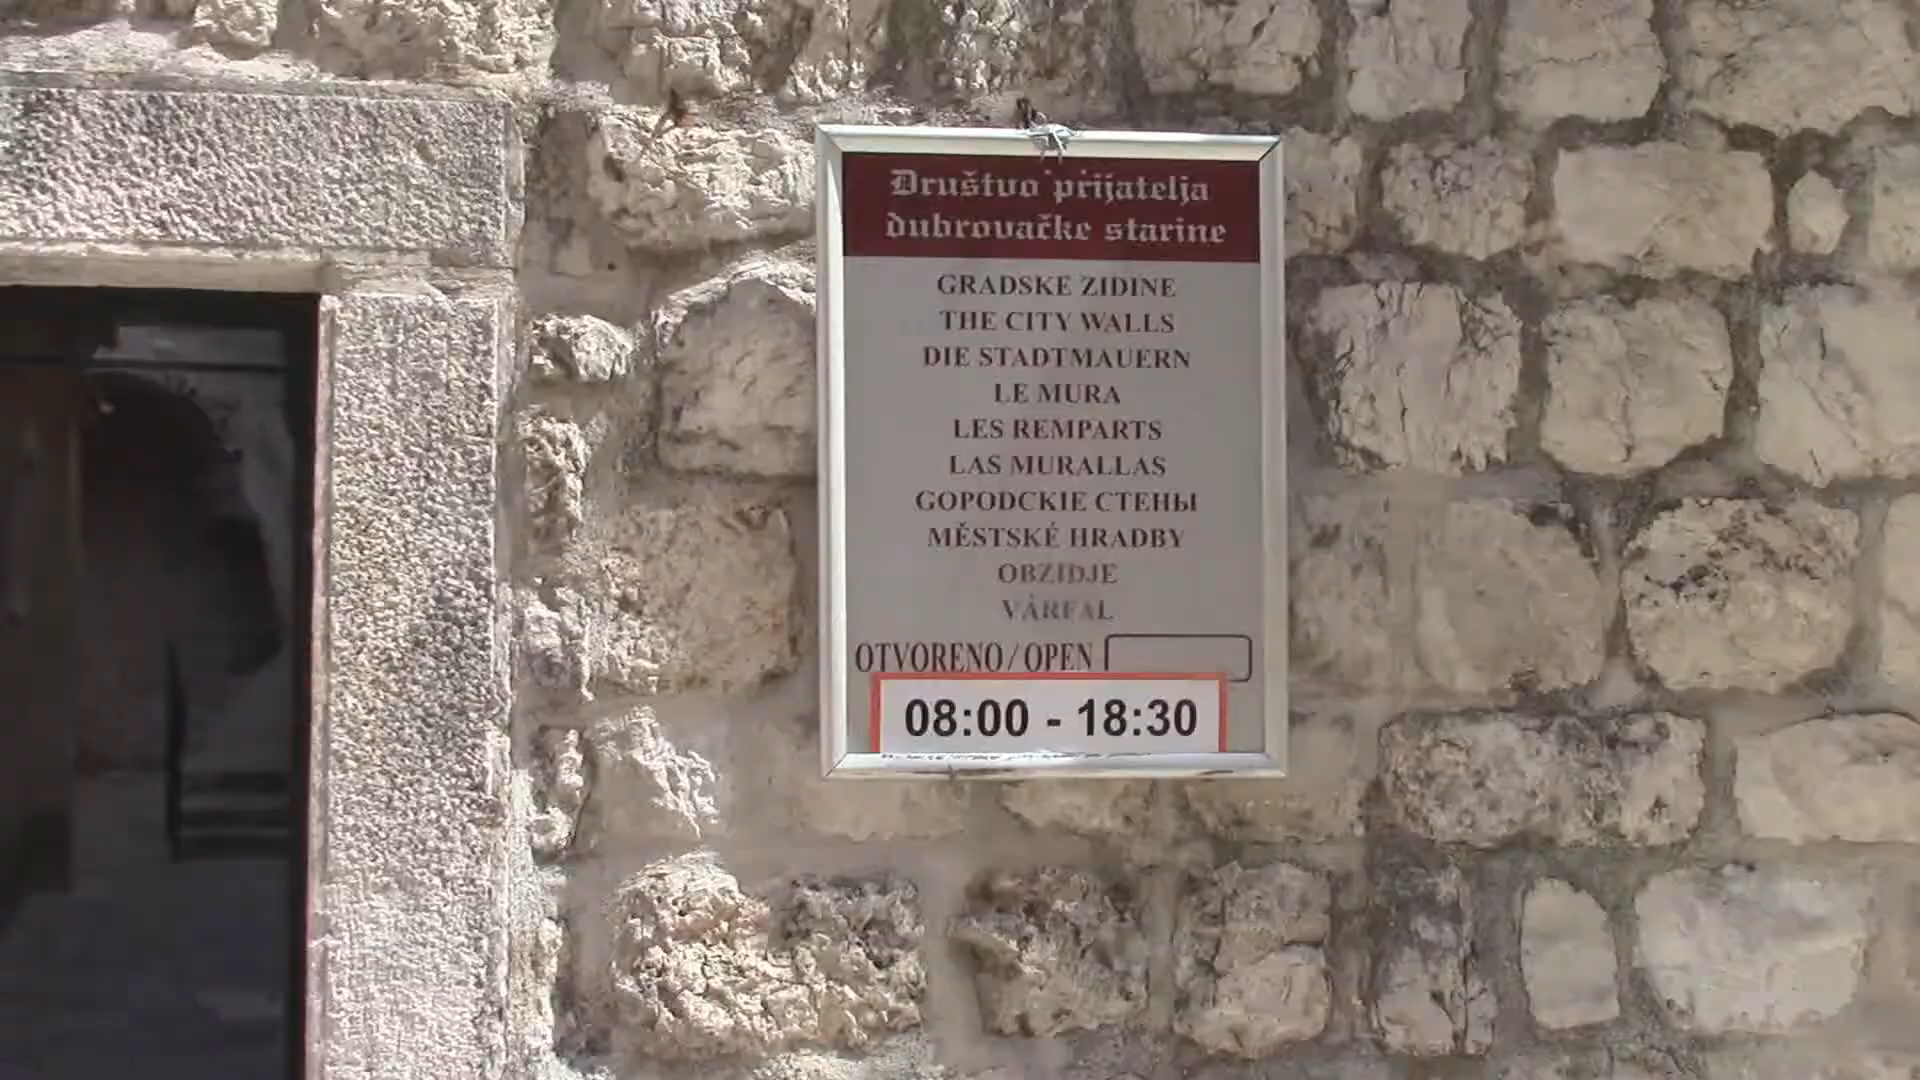 Društvo prijatelja
dubrovačke starine
GRADSKE ZIDINE
THE CITY WALLS
DIE STADTMAUERN
LE MURA
LES REMPARTS
LAS MURALLAS
GOPODCKIE СТЕНЫ
MĚSTSKÉ HRADBY
OBZIDJE
VÁRFAL
OTVORENO / OPEN
08:00 - 18:30